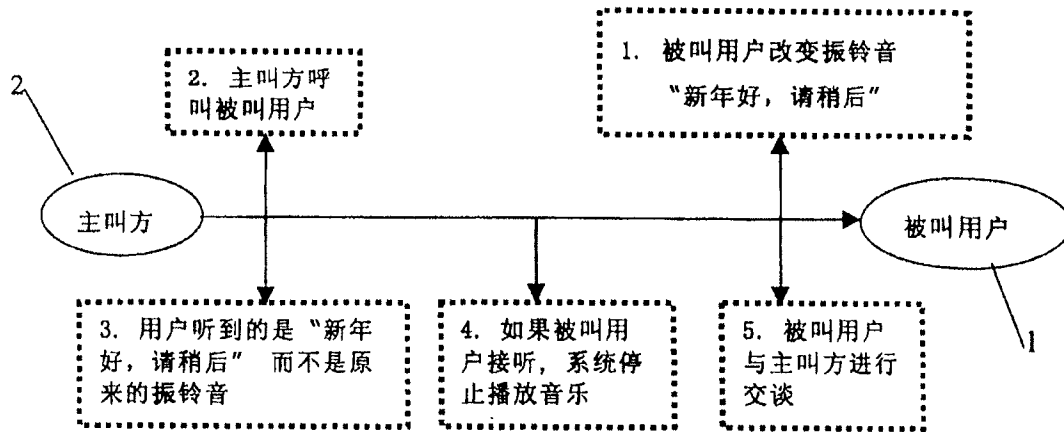 1. 被叫用户改变振铃音
“新年好，请稍后”
2. 主叫方呼
叫被叫用户
2
主叫方
被叫用户
3. 用户听到的是“新年
好，请稍后” 而不是原
来的振铃音
4. 如果被叫用
户接听，系统停
止播放音乐
5. 被叫用户
与主叫方进行
交谈
1